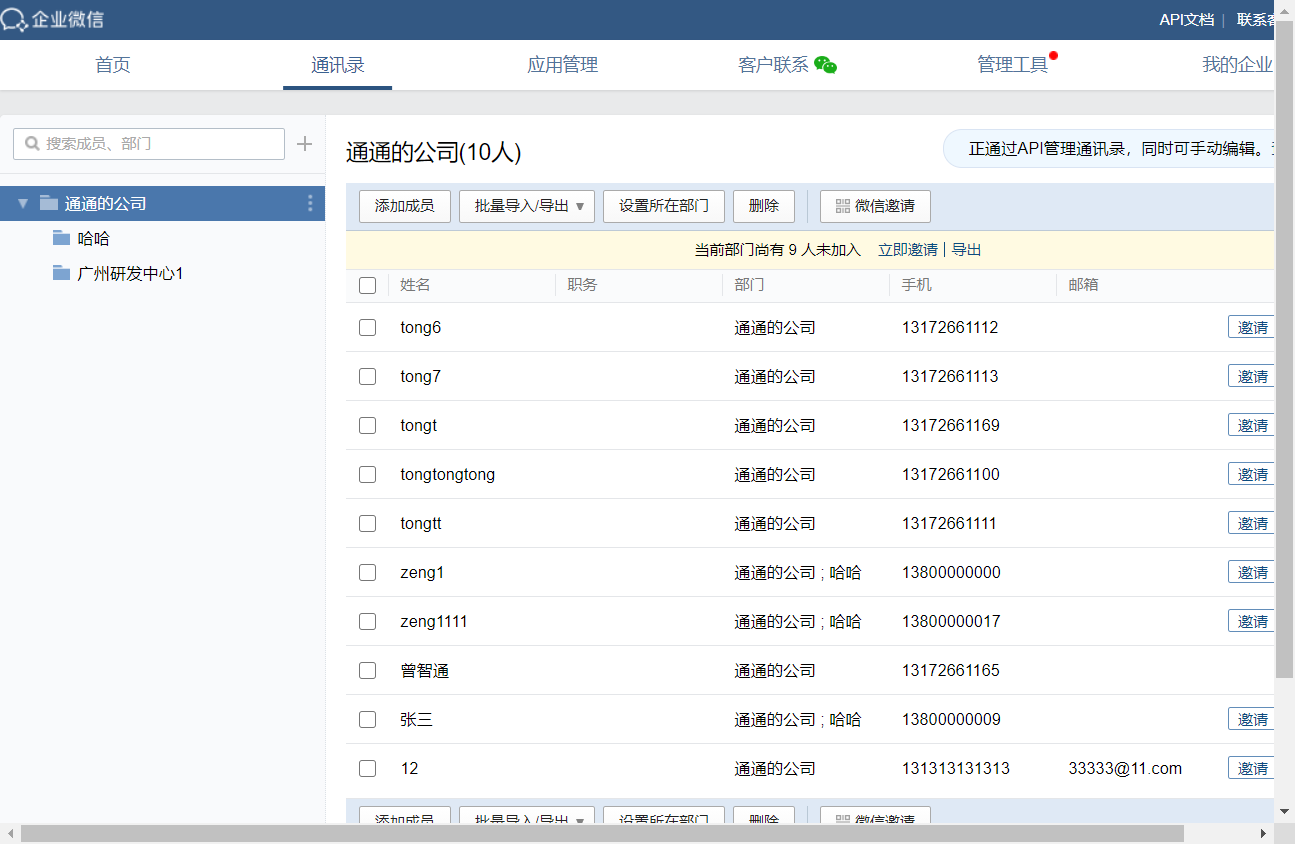 企业微信
API文档 | 联系客
首页 通讯录 应用管理 客户联系 管理工具 我的企业
搜索成员、部门
通通的公司(10人)
正通过API管理通讯录，同时可手动编辑。
通通的公司
哈哈
广州研发中心1
添加成员 批量导入/导出 设置所在部门 删除 微信邀请
当前部门尚有 9 人未加入 立即邀请 | 导出
姓名 职务 部门 手机 邮箱
tong6 通通的公司 13172661112 邀请
tong7 通通的公司 13172661113 邀请
tongt 通通的公司 13172661169 邀请
tongtongtong 通通的公司 13172661100 邀请
tongtt 通通的公司 13172661111 邀请
zeng1 通通的公司 ; 哈哈 13800000000 邀请
zeng1111 通通的公司 ; 哈哈 13800000017 邀请
曾智通 通通的公司 13172661165
张三 通通的公司 ; 哈哈 13800000009 邀请
12 通通的公司 131313131313 33333@11.com 邀请
添加成员 批量导入/导出 设置所在部门 删除 微信邀请